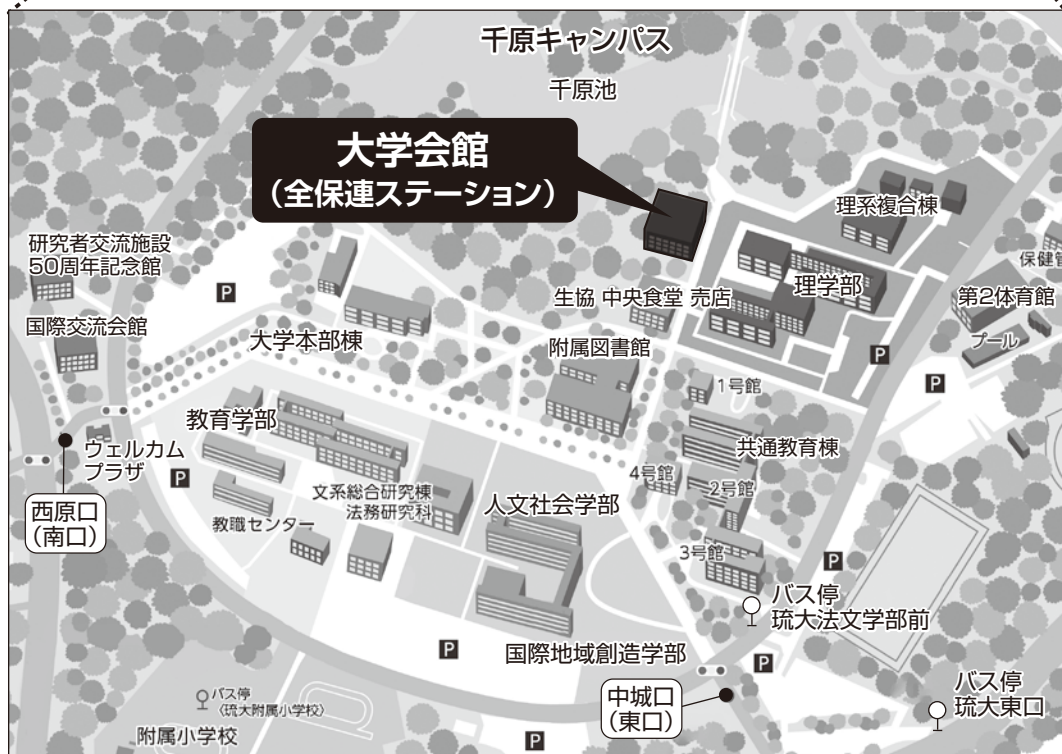 千原キャンパス
千原池
大学会館
（全保連ステーション）
理系複合棟
研究者交流施設
50周年記念館
P
保健管
生協 中央食堂 売店
理学部
第2体育館
国際交流会館
大学本部棟
附属図書館
プール
P
P
1号館
教育学部
共通教育棟
ウェルカム
プラザ
P
4号館
2号館
文系総合研究棟
法務研究科
人文社会学部
西原口
（南口）
教職センター
3号館
P
バス停
琉大法文学部前
P
国際地域創造学部
P
中城口
（東口）
バス停
琉大東口
バス停
〈琉大附属小学校〉
附属小学校
P